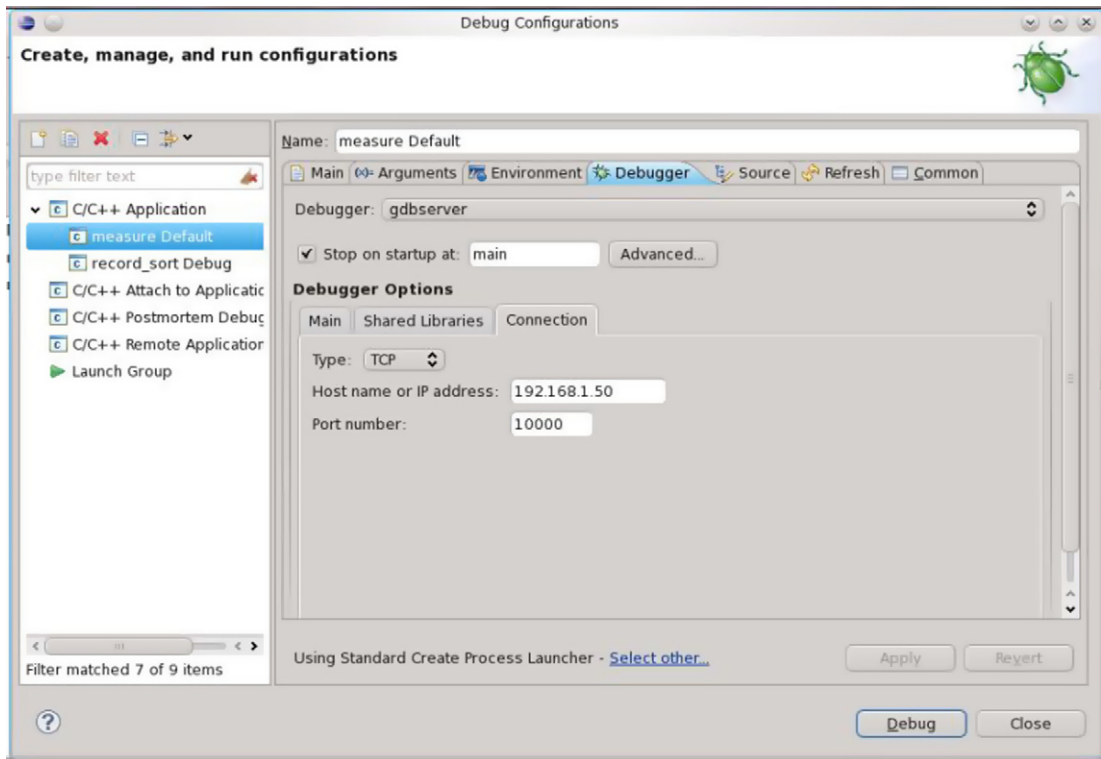 Debug Configurations
Create, manage, and run configurations
type filter text
C/C++ Application
measure Default
record_sort Debug
C/C++ Attach to Applicatic
C/C++ Postmortem Debug
C/C++ Remote Application
Launch Group
Filter matched 7 of 9 items
Name: measure Default
Main (x)= Arguments Environment Debugger Source Refresh Common
Debugger: gdbserver
Stop on startup at: main Advanced...
Debugger Options
Main Shared Libraries Connection
Type: TCP
Host name or IP address: 192.168.1.50
Port number: 10000
Using Standard Create Process Launcher - Select other...
Apply Revert
? Debug Close